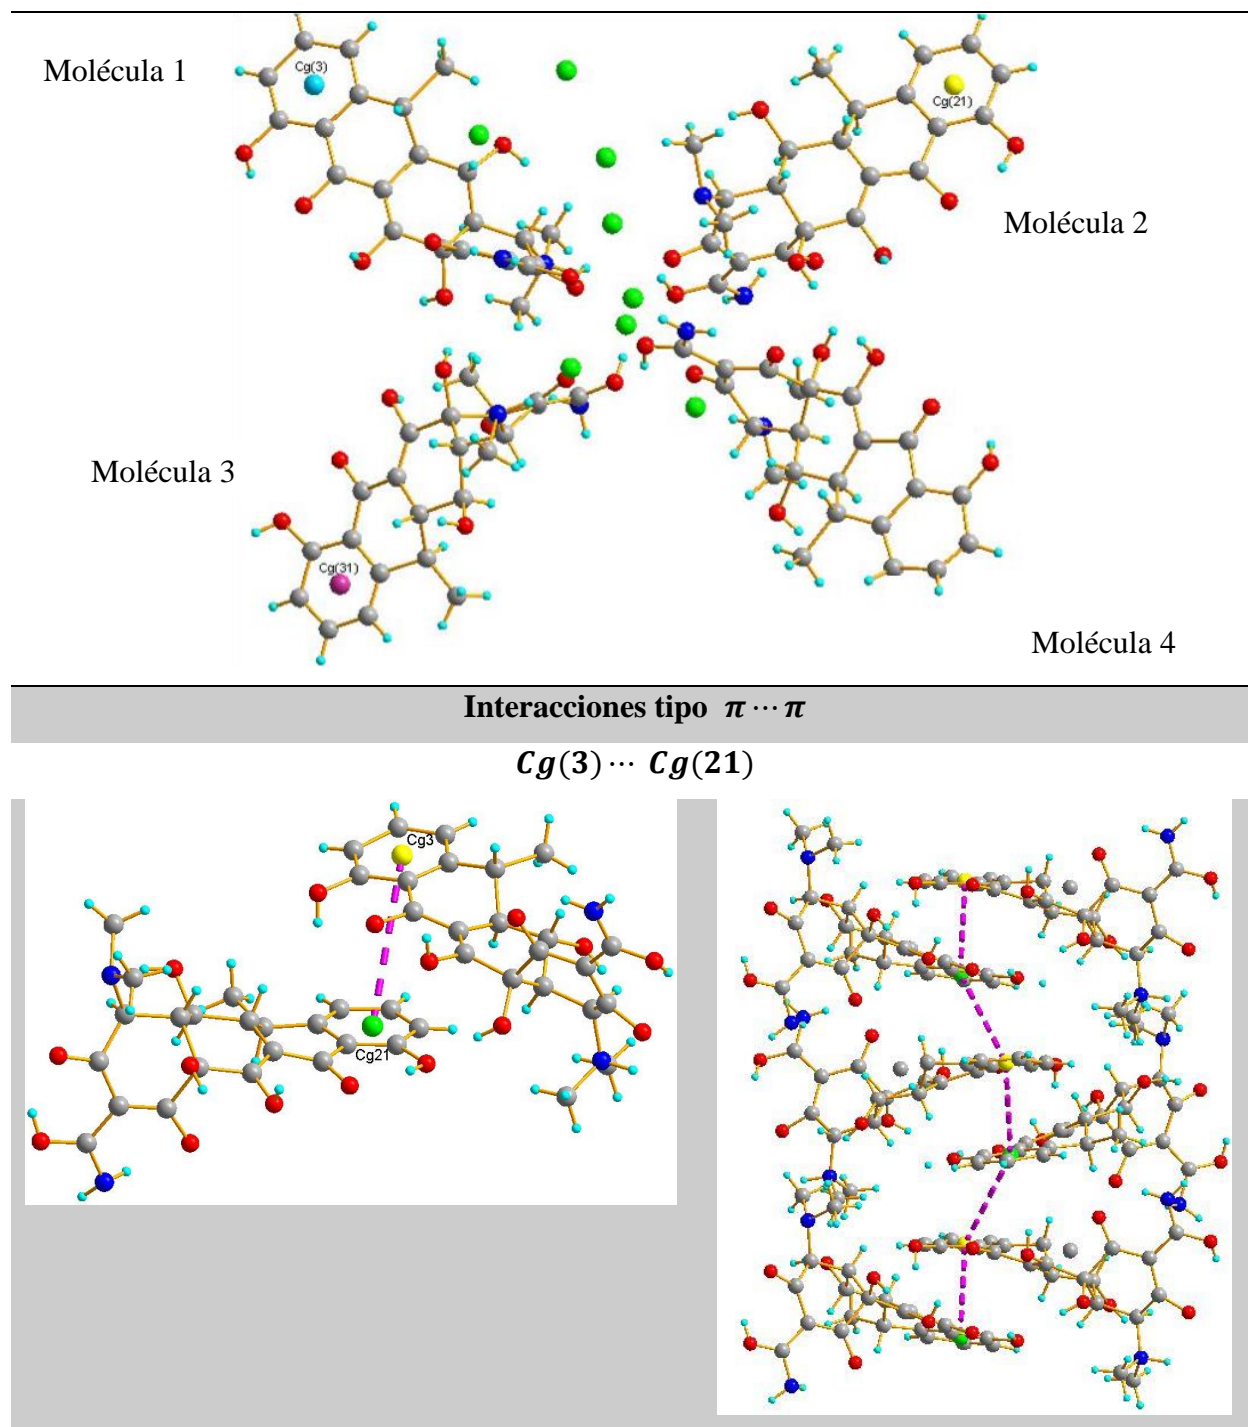 Molécula 1
Cg(3)
Cg(21)
Molécula 2
Molécula 3
Cg(31)
Molécula 4
Interacciones tipo π ⋯ π
Cg(3) ⋯ Cg(21)
Cg3
Cg21